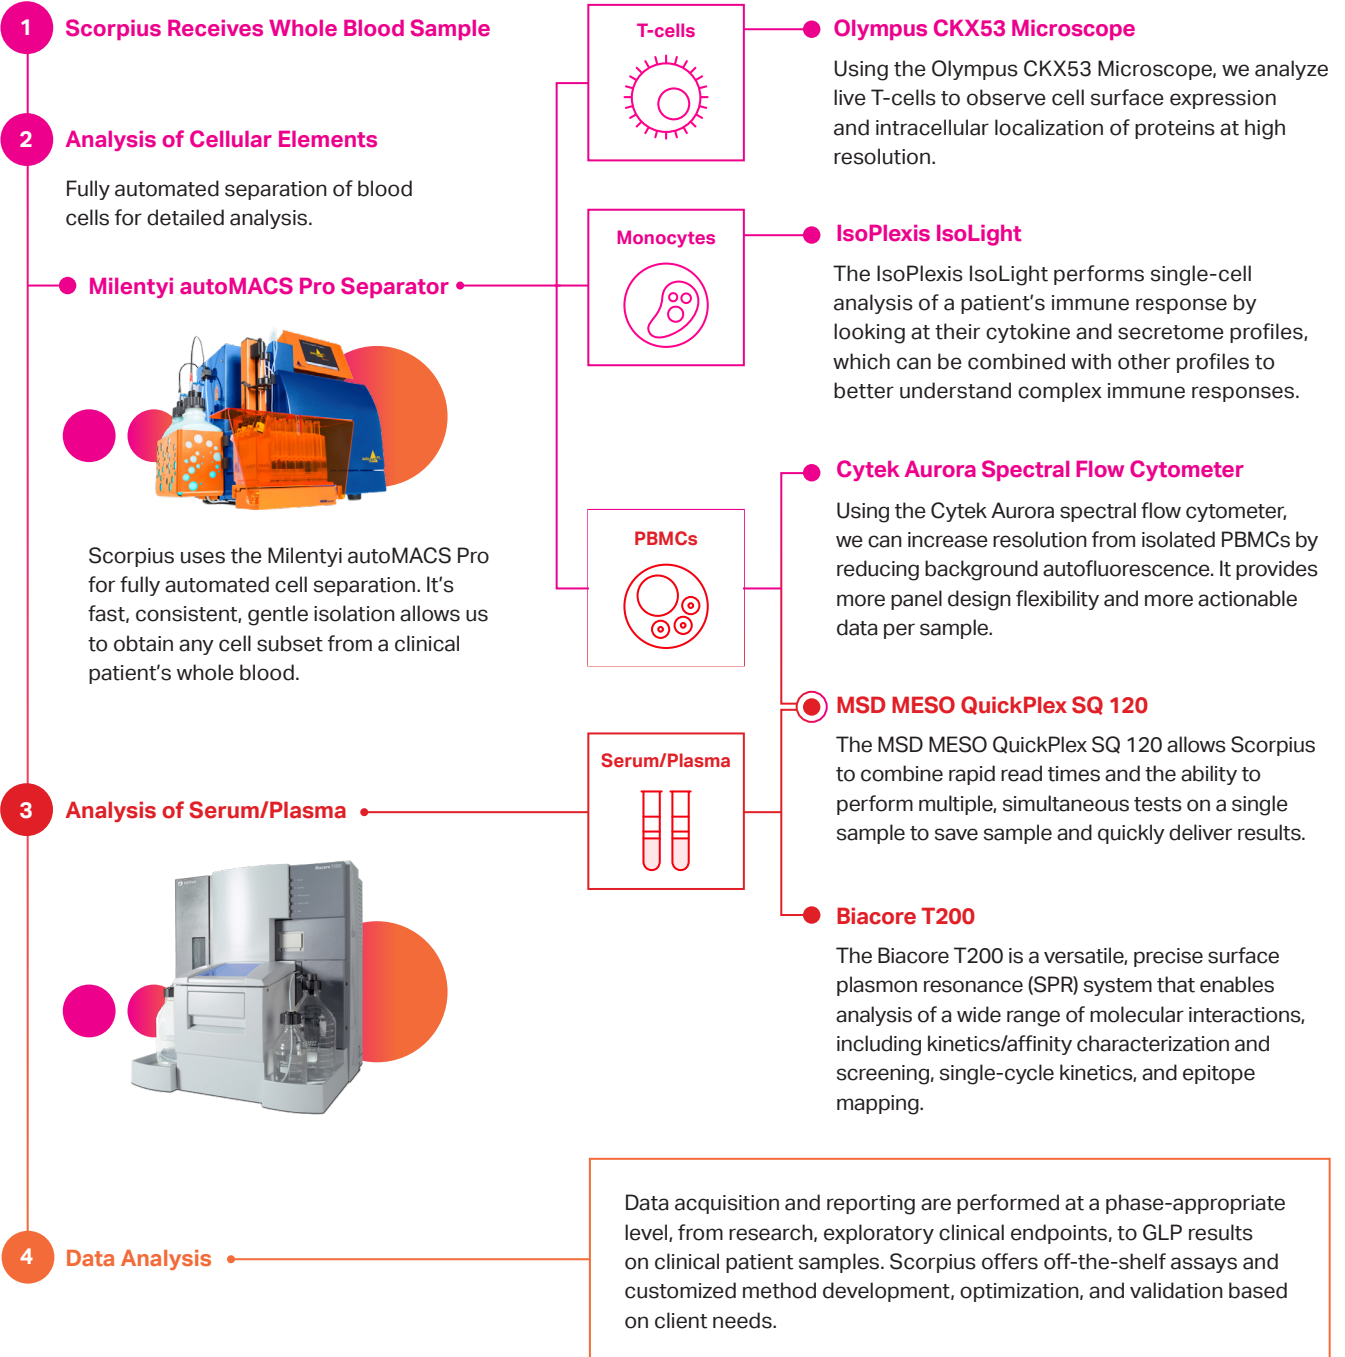 1
Scorpius Receives Whole Blood Sample
2
Analysis of Cellular Elements
Fully automated separation of blood
cells for detailed analysis.
Milentyi autoMACS Pro Separator
Scorpius uses the Milentyi autoMACS Pro
for fully automated cell separation. It’s
fast, consistent, gentle isolation allows us
to obtain any cell subset from a clinical
patient’s whole blood.
T-cells
Olympus CKX53 Microscope
Using the Olympus CKX53 Microscope, we analyze
live T-cells to observe cell surface expression
and intracellular localization of proteins at high
resolution.
Monocytes
IsoPlexis IsoLight
The IsoPlexis IsoLight performs single-cell
analysis of a patient’s immune response by
looking at their cytokine and secretome profiles,
which can be combined with other profiles to
better understand complex immune responses.
PBMCs
Cytek Aurora Spectral Flow Cytometer
Using the Cytek Aurora spectral flow cytometer,
we can increase resolution from isolated PBMCs by
reducing background autofluorescence. It provides
more panel design flexibility and more actionable
data per sample.
3
Analysis of Serum/Plasma
Biacore T200
Serum/Plasma
MSD MESO QuickPlex SQ 120
The MSD MESO QuickPlex SQ 120 allows Scorpius
to combine rapid read times and the ability to
perform multiple, simultaneous tests on a single
sample to save sample and quickly deliver results.
Biacore T200
The Biacore T200 is a versatile, precise surface
plasmon resonance (SPR) system that enables
analysis of a wide range of molecular interactions,
including kinetics/affinity characterization and
screening, single-cycle kinetics, and epitope
mapping.
4
Data Analysis
Data acquisition and reporting are performed at a phase-appropriate
level, from research, exploratory clinical endpoints, to GLP results
on clinical patient samples. Scorpius offers off-the-shelf assays and
customized method development, optimization, and validation based
on client needs.